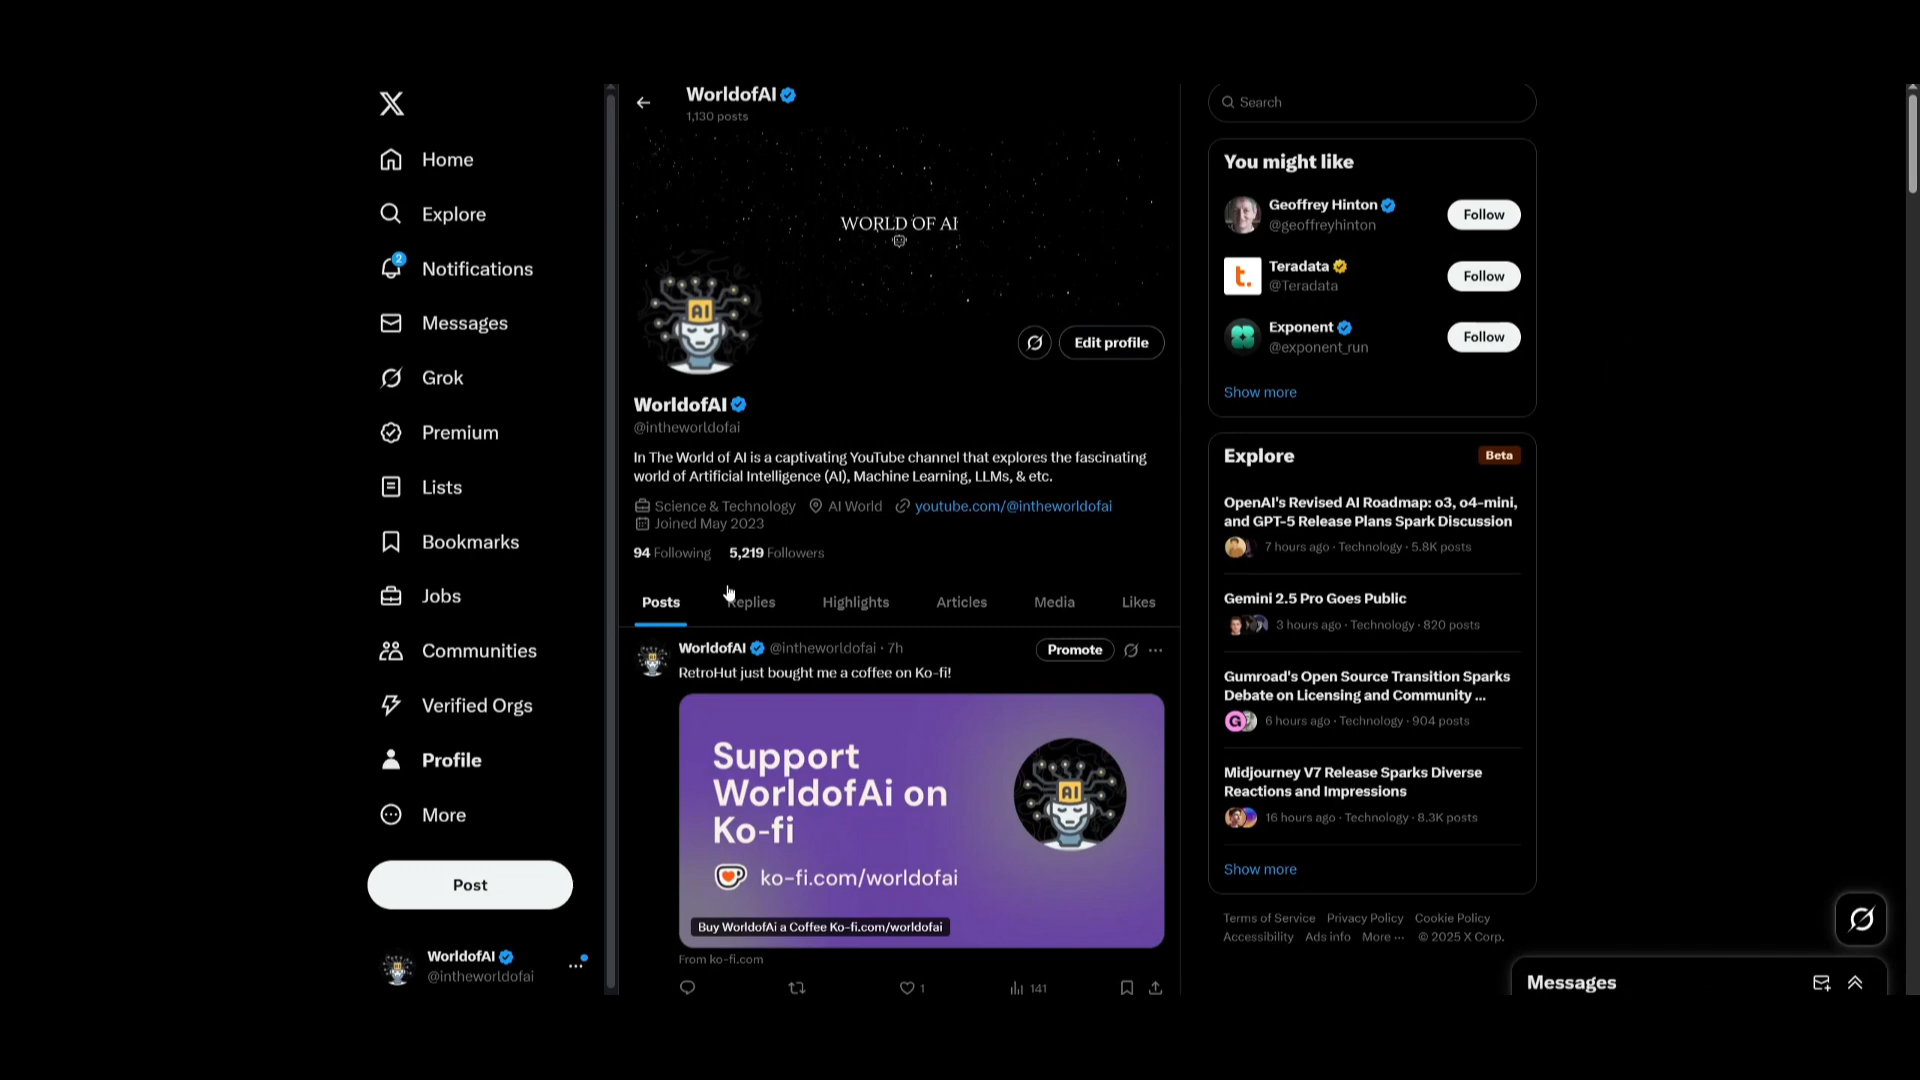 Home
Explore
2
Notifications
Messages
Grok
Premium
Lists
Bookmarks
Jobs
Communities
Verified Orgs
Profile
More
Post
WorldofAI
@intheworldofai
WorldofAI
1,130 posts
WORLD OF AI
AI
Edit profile
WorldofAI
@intheworldofai
In The World of AI is a captivating YouTube channel that explores the fascinating
world of Artificial Intelligence (AI), Machine Learning, LLMs, & etc.
Science & Technology AI World youtube.com/@intheworldofai
Joined May 2023
94 Following 5,219 Followers
Posts Replies Highlights Articles Media Likes
WorldofAI @intheworldofai · 7h Promote
RetroHut just bought me a coffee on Ko-fi!
Support
WorldofAi on
Ko-fi
AI
ko-fi.com/worldofai
Buy WorldofAi a Coffee Ko-fi.com/worldofai
From ko-fi.com
1 141
Search
You might like
Geoffrey Hinton
@geoffreyhinton
Follow
t.
Teradata
@Teradata
Follow
Exponent
@exponent_run
Follow
Show more
Explore Beta
OpenAI's Revised AI Roadmap: o3, o4-mini,
and GPT-5 Release Plans Spark Discussion
7 hours ago · Technology · 5.8K posts
Gemini 2.5 Pro Goes Public
3 hours ago · Technology · 820 posts
Gumroad's Open Source Transition Sparks
Debate on Licensing and Community ...
G
6 hours ago · Technology · 904 posts
Midjourney V7 Release Sparks Diverse
Reactions and Impressions
16 hours ago · Technology · 8.3K posts
Show more
Terms of Service Privacy Policy Cookie Policy
Accessibility Ads info More ··· © 2025 X Corp.
Messages